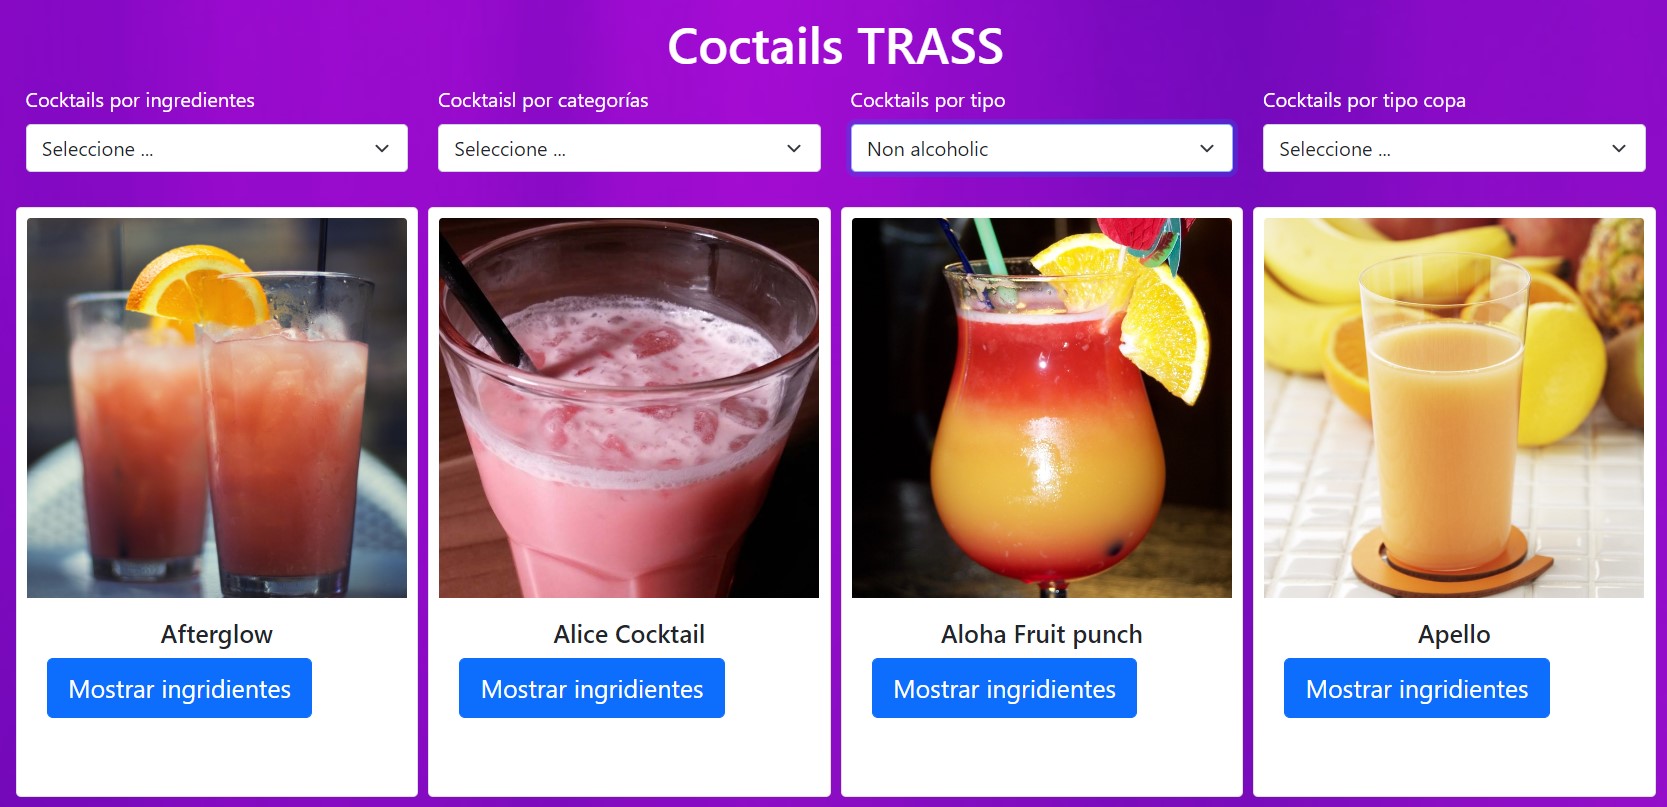 Coctails TRASS
Cocktails por ingredientes
Cocktaisl por categorías
Cocktails por tipo
Cocktails por tipo copa
Seleccione ...
Seleccione ...
Non alcoholic
Seleccione ...
Afterglow
Alice Cocktail
Aloha Fruit punch
Apello
Mostrar ingridientes
Mostrar ingridientes
Mostrar ingridientes
Mostrar ingridientes